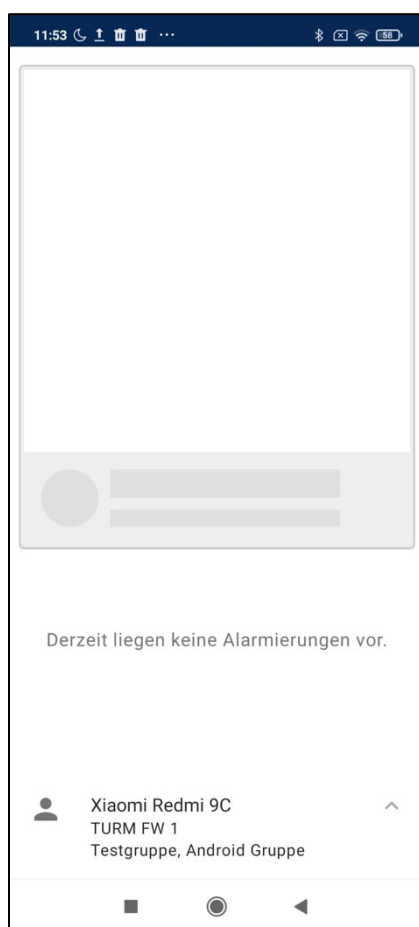 11:53
58
Derzeit liegen keine Alarmierungen vor.
Xiaomi Redmi 9C
TURM FW 1
Testgruppe, Android Gruppe